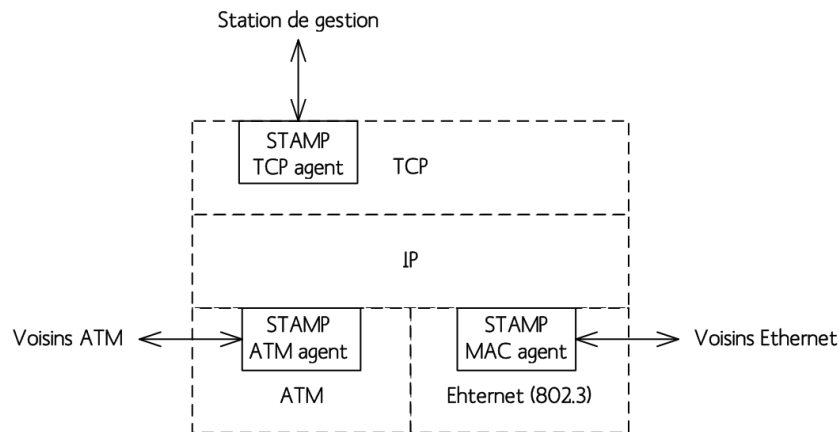 Station de gestion
STAMP
TCP agent
TCP
IP
Voisins ATM
STAMP
ATM agent
STAMP
MAC agent
Voisins Ethernet
ATM
Ehternet (802.3)